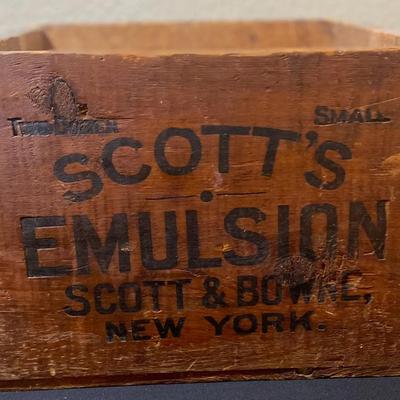 Two Dozen Small
SCOTT'S
EMULSION
SCOTT & BOWNE,
NEW YORK.